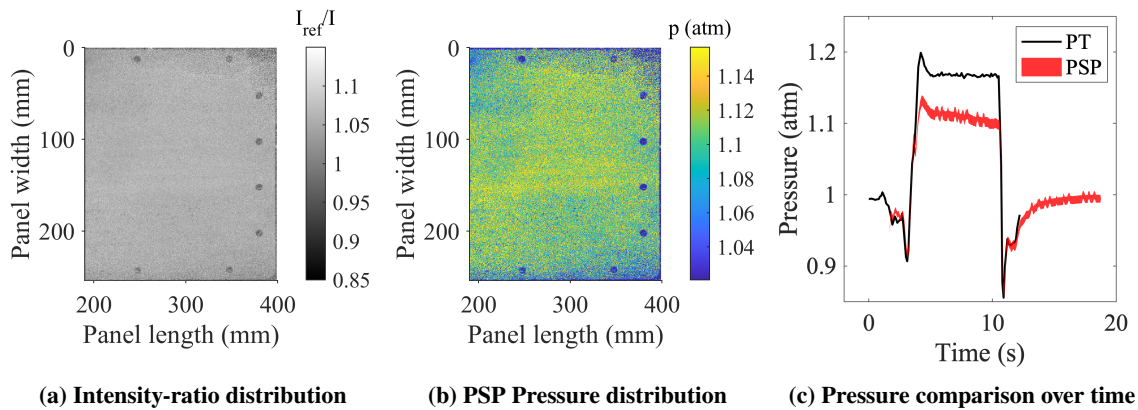 I_ref/I
0
100
200
Panel width (mm)
200
300
400
Panel length (mm)
1.1
1.05
1
0.95
0.9
0.85
(a) Intensity-ratio distribution
p (atm)
0
100
200
Panel width (mm)
200
300
400
Panel length (mm)
1.14
1.12
1.1
1.08
1.06
1.04
(b) PSP Pressure distribution
1.2
1.1
1
0.9
Pressure (atm)
PT
PSP
0
10
20
Time (s)
(c) Pressure comparison over time